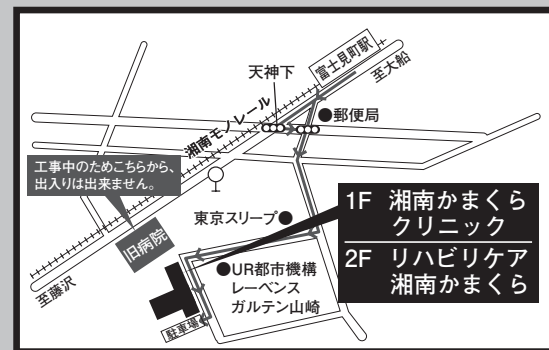 富士見町駅
至大船
天神下
郵便局
湘南モノレール
工事中のためこちらから、
出入りは出来ません。
旧病院
至藤沢
東京スリープ
1F 湘南かまくら
クリニック
2F リハビリケア
湘南かまくら
UR都市機構
レーベンス
ガルテン山崎
駐車場